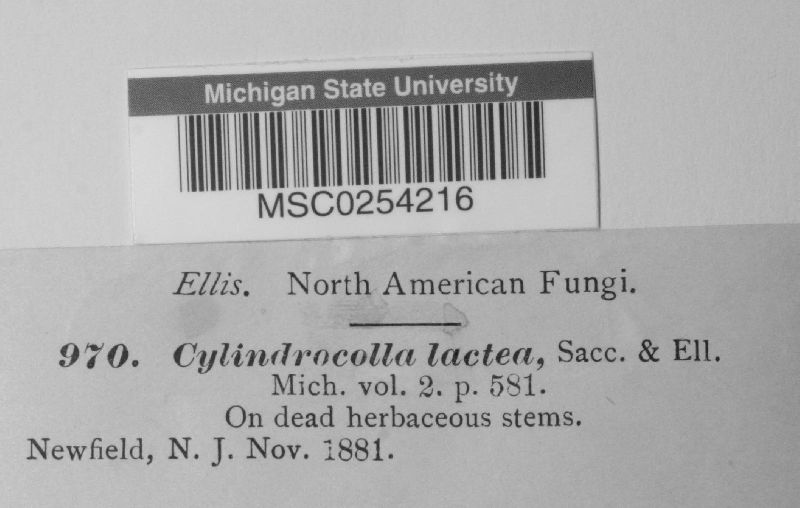 Michigan State University
MSC0254216
Ellis. North American Fungi.
970. Cylindrocolla lactea, Sacc. & Ell.
Mich. vol. 2. p. 581.
On dead herbaceous stems.
Newfield, N. J. Nov. 1881.